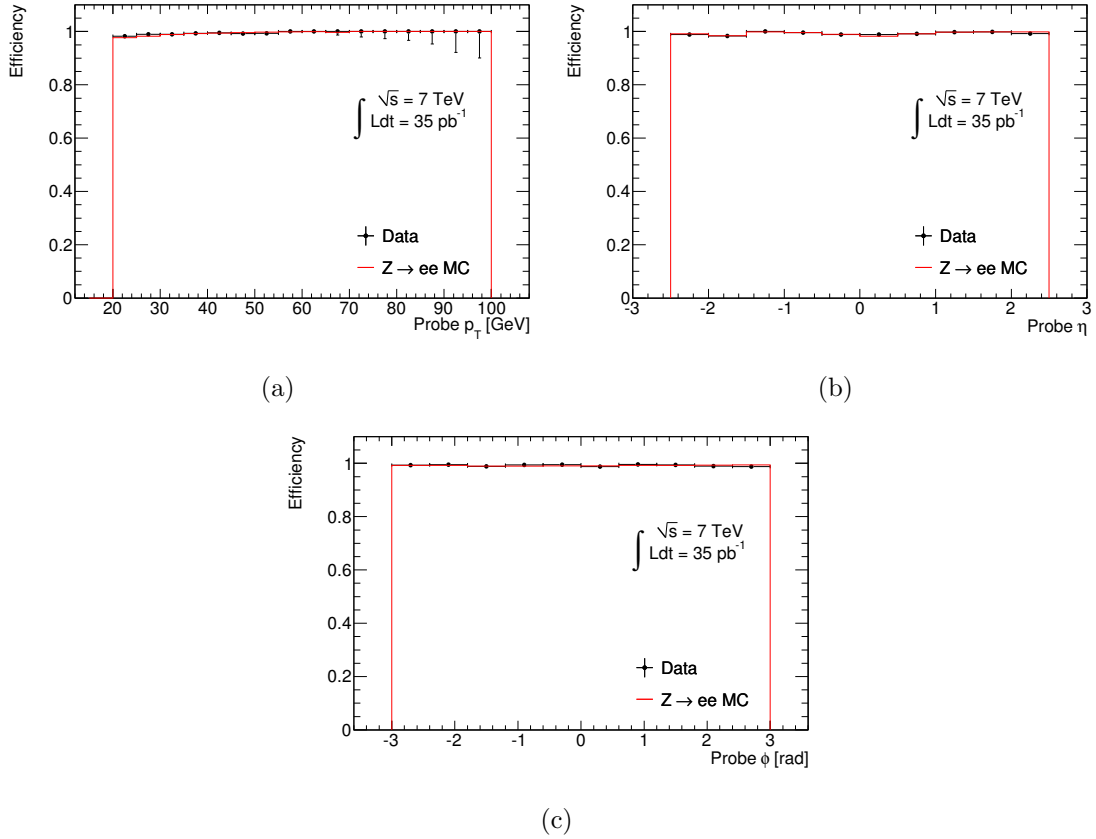 Efficiency
1
0.8
0.6
0.4
0.2
0
√s = 7 TeV
∫ Ldt = 35 pb⁻¹
Data
Z → ee MC
20 30 40 50 60 70 80 90 100
Probe p_T [GeV]
(a)
Efficiency
1
0.8
0.6
0.4
0.2
0
√s = 7 TeV
∫ Ldt = 35 pb⁻¹
Data
Z → ee MC
-3 -2 -1 0 1 2 3
Probe η
(b)
Efficiency
1
0.8
0.6
0.4
0.2
0
√s = 7 TeV
∫ Ldt = 35 pb⁻¹
Data
Z → ee MC
-3 -2 -1 0 1 2 3
Probe ϕ [rad]
(c)